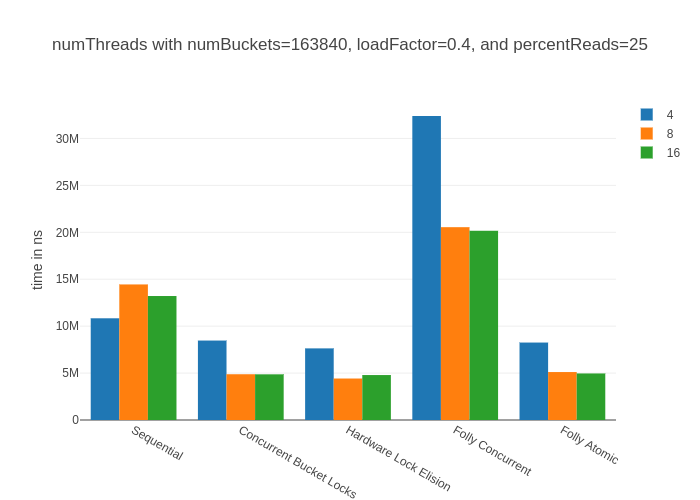 numThreads with numBuckets=163840, loadFactor=0.4, and percentReads=25
4
8
16
time in ns
30M
25M
20M
15M
10M
5M
0
Sequential
Concurrent Bucket Locks
Hardware Lock Elision
Folly Concurrent
Folly Atomic